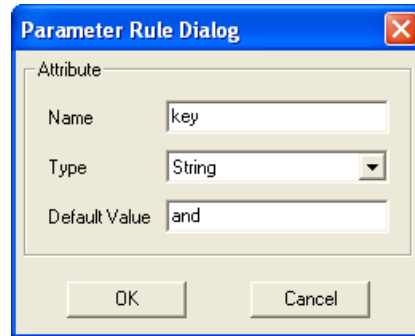 Parameter Rule Dialog
Attribute
Name key
Type String
Default Value and
OK Cancel